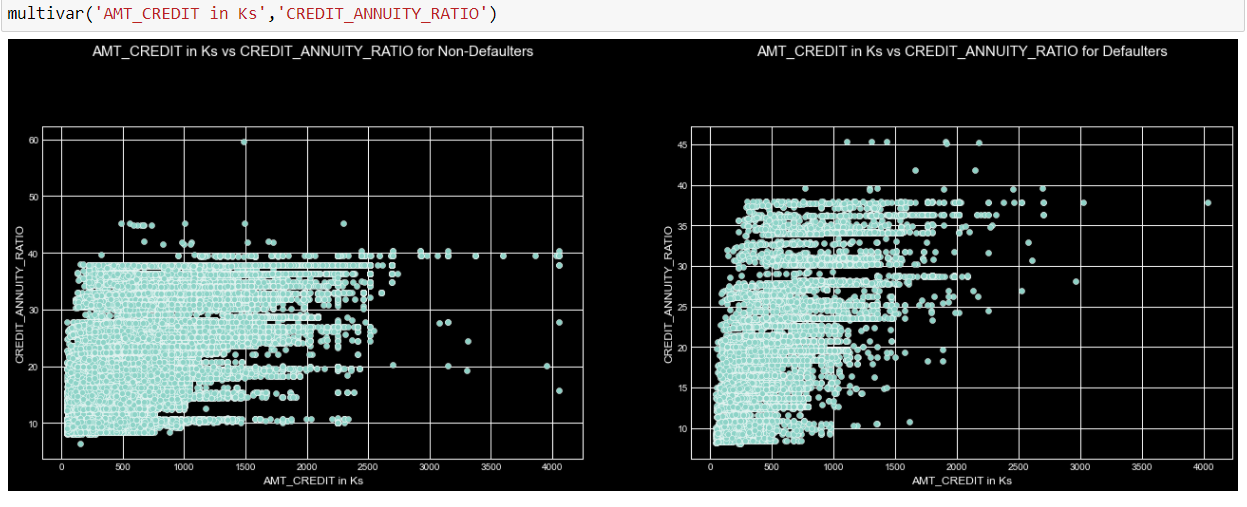 multivar('AMT_CREDIT in Ks','CREDIT_ANNUITY_RATIO')
AMT_CREDIT in Ks vs CREDIT_ANNUITY_RATIO for Non-Defaulters
60
50
40
30
20
10
CREDIT_ANNUITY_RATIO
0 500 1000 1500 2000 2500 3000 3500 4000
AMT_CREDIT in Ks
AMT_CREDIT in Ks vs CREDIT_ANNUITY_RATIO for Defaulters
45
40
35
30
25
20
15
10
CREDIT_ANNUITY_RATIO
0 500 1000 1500 2000 2500 3000 3500 4000
AMT_CREDIT in Ks